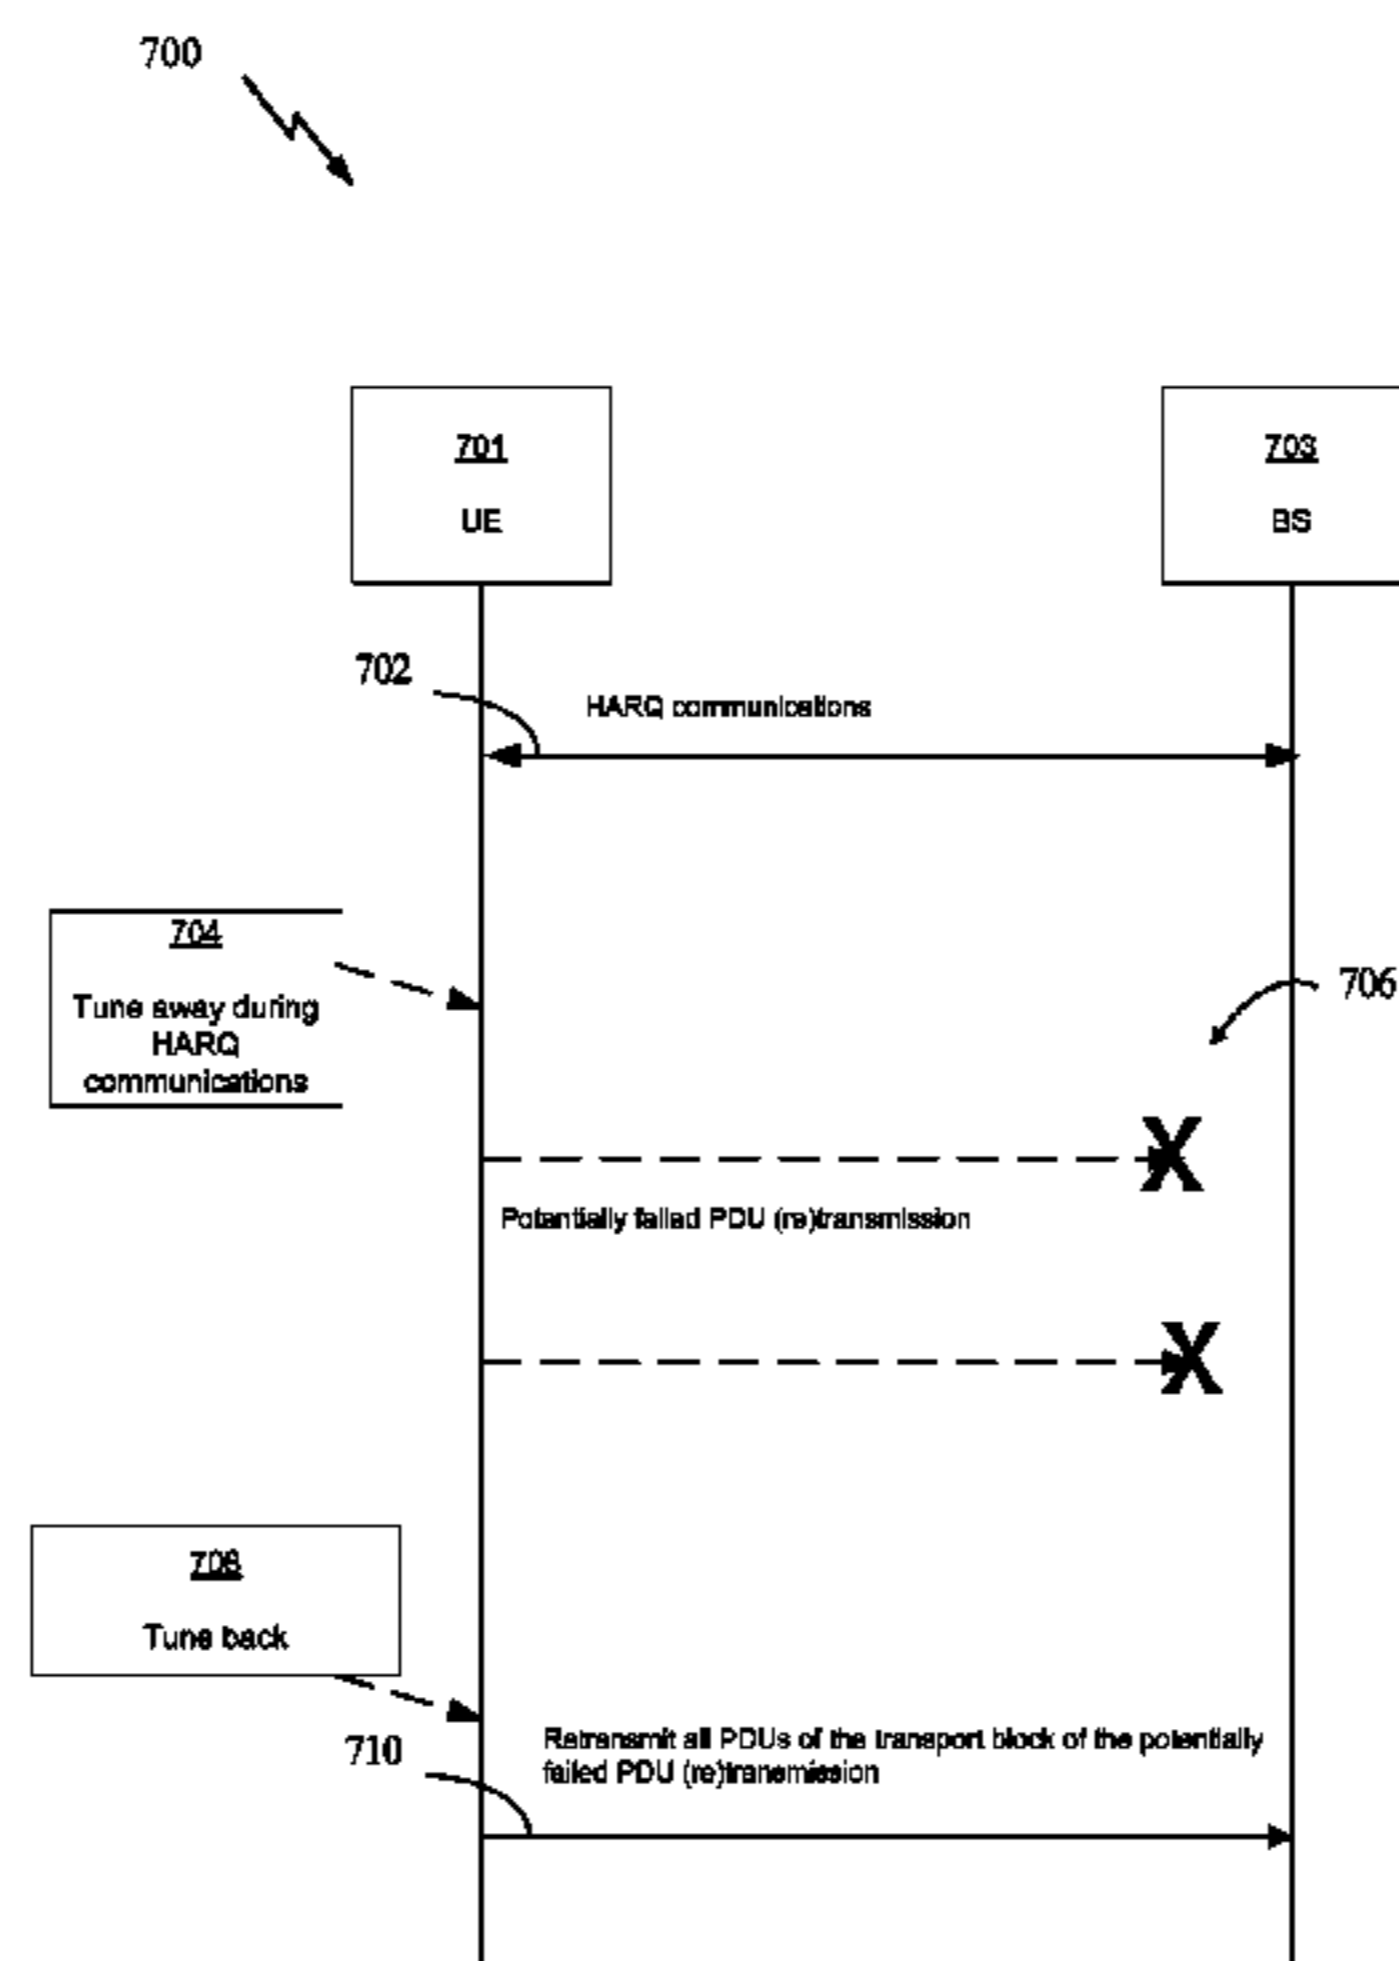 700
701
UE
703
BS
702
HARQ communications
704
Tune away during
HARQ
communications
706
Potentially failed PDU (re)transmission
708
Tune back
710
Retransmit all PDUs of the transport block of the potentially
failed PDU (re)transmission